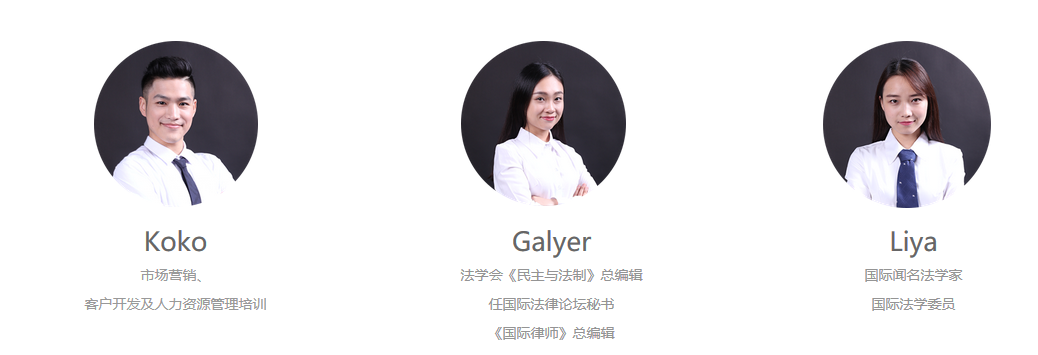 Koko
市场营销、
客户开发及人力资源管理培训
Galyer
法学会《民主与法制》总编辑
任国际法律论坛秘书
《国际律师》总编辑
Liya
国际闻名法学家
国际法学委员